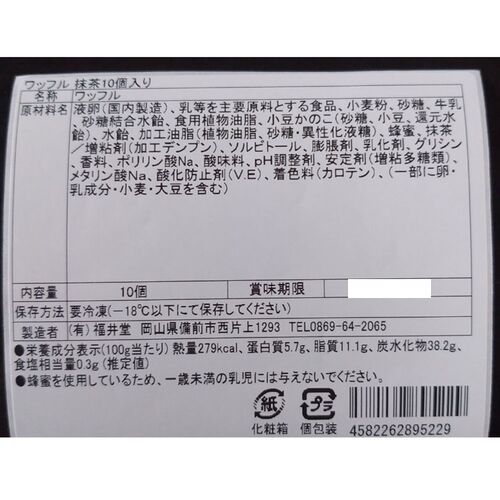 ワッフル 抹茶10個入り
名称 ワッフル
原材料名 液卵(国内製造)、乳等を主要原料とする食品、小麦粉、砂糖、牛乳
、砂糖結合水飴、食用植物油脂、小豆かのこ(砂糖、小豆、還元水
飴)、水飴、加工油脂(植物油脂、砂糖・異性化液糖)、蜂蜜、抹茶
/増粘剤(加工デンプン)、ソルビトール、膨脹剤、乳化剤、グリシン
、香料、ポリリン酸Na、酸味料、pH調整剤、安定剤(増粘多糖類)、
メタリン酸Na、酸化防止剤(V.E)、着色料(カロテン)、(一部に卵・
乳成分・小麦・大豆を含む)
内容量 10個 賞味期限
保存方法 要冷凍(-18℃以下にて保存してください)
製造者 (有)福井堂 岡山県備前市西片上1293 TEL0869-64-2065
●栄養成分表示(100g当たり)熱量279kcal、蛋白質5.7g、脂質11.1g、炭水化物38.2g、
食塩相当量0.3g(推定値)
●蜂蜜を使用しているため、一歳未満の乳児には与えないでください。
紙 プラ
化粧箱 個包装 4582262895229